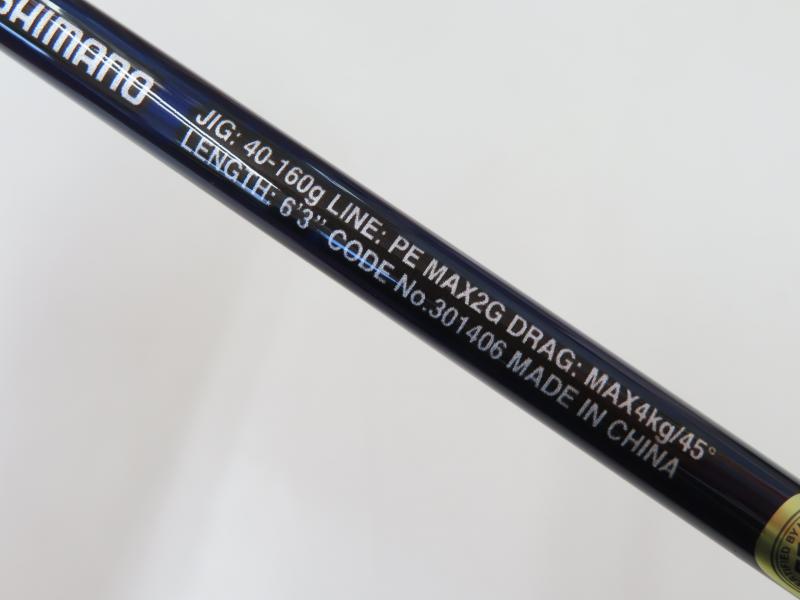 SHIMANO
JIG: 40-160g LINE: PE MAX2G DRAG: MAX4kg/45°
LENGTH: 6'3" CODE No.301406 MADE IN CHINA